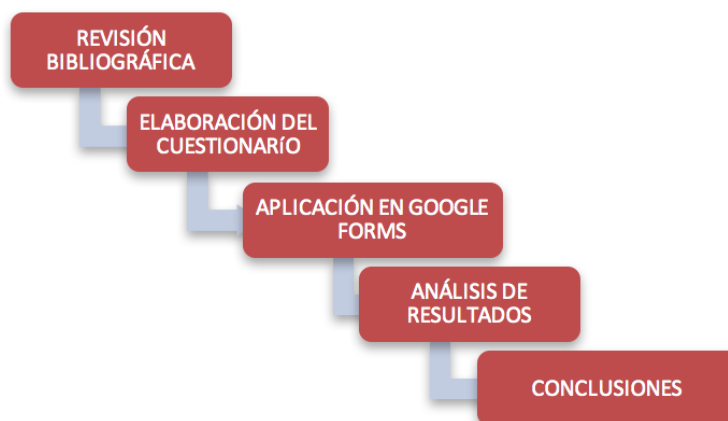 REVISIÓN
BIBLIOGRÁFICA
ELABORACIÓN DEL
CUESTIONARíO
APLICACIÓN EN GOOGLE
FORMS
ANÁLISIS DE
RESULTADOS
CONCLUSIONES